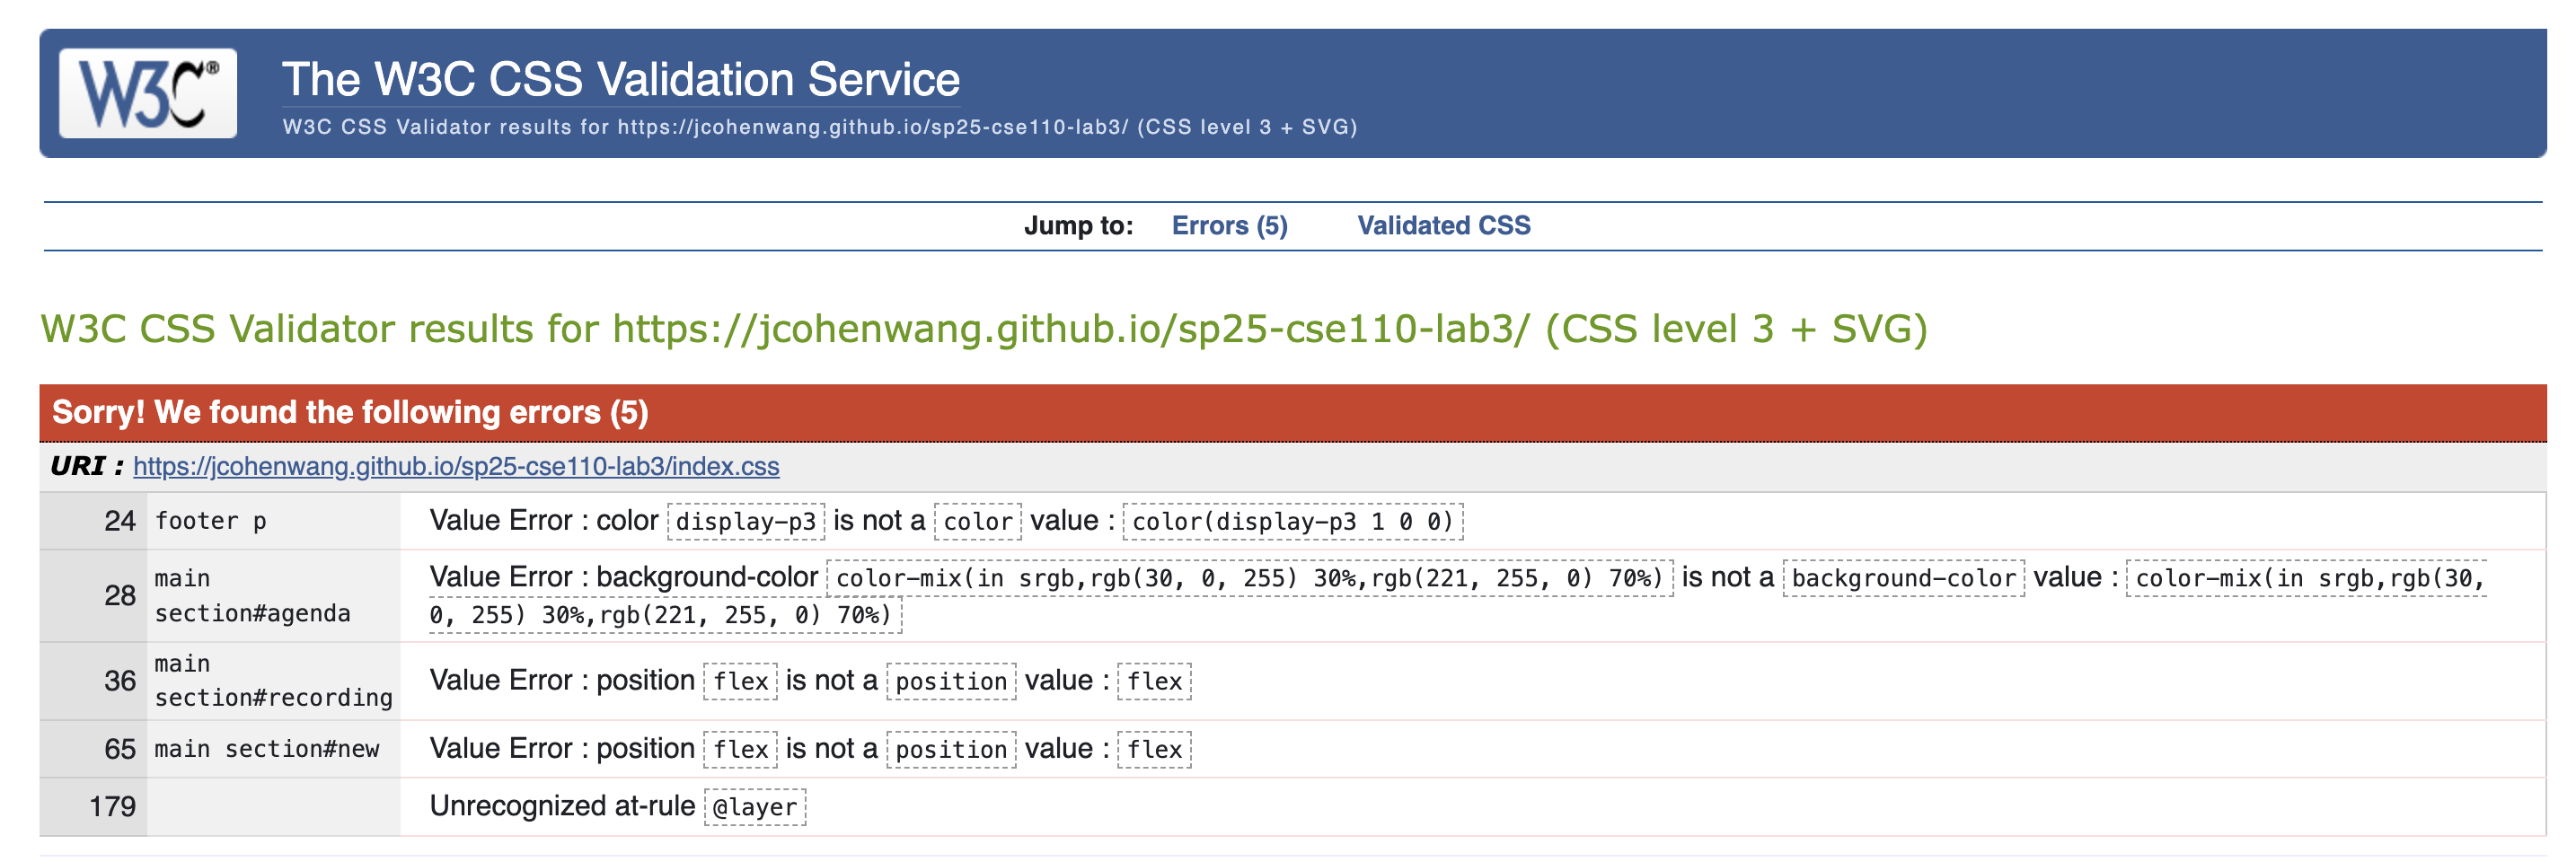 W3C®
The W3C CSS Validation Service
W3C CSS Validator results for https://jcohenwang.github.io/sp25-cse110-lab3/ (CSS level 3 + SVG)
Jump to: Errors (5) Validated CSS
W3C CSS Validator results for https://jcohenwang.github.io/sp25-cse110-lab3/ (CSS level 3 + SVG)
Sorry! We found the following errors (5)
URI : https://jcohenwang.github.io/sp25-cse110-lab3/index.css
24 footer p Value Error : color display-p3 is not a color value : color(display-p3 1 0 0)
28 main section#agenda Value Error : background-color color-mix(in srgb,rgb(30, 0, 255) 30%,rgb(221, 255, 0) 70%) is not a background-color value : color-mix(in srgb,rgb(30,
0, 255) 30%,rgb(221, 255, 0) 70%)
36 main section#recording Value Error : position flex is not a position value : flex
65 main section#new Value Error : position flex is not a position value : flex
179 Unrecognized at-rule @layer